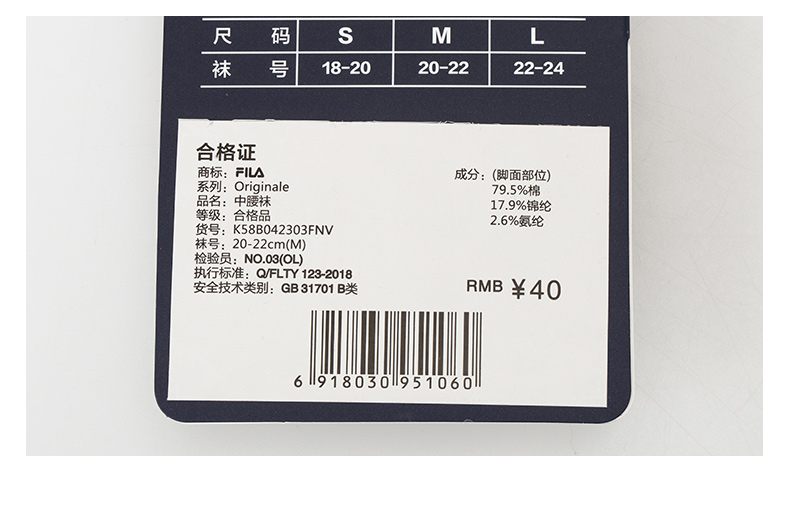 尺 码 S M L
袜 号 18-20 20-22 22-24
合格证
商标：FILA
系列：Originale
品名：中腰袜
等级：合格品
货号：K58B042303FNV
袜号：20-22cm(M)
检验员：NO.03(OL)
执行标准：Q/FLTY 123-2018
安全技术类别：GB 31701 B类
成分：(脚面部位)
79.5%棉
17.9%锦纶
2.6%氨纶
RMB ¥40
6 918030 951060